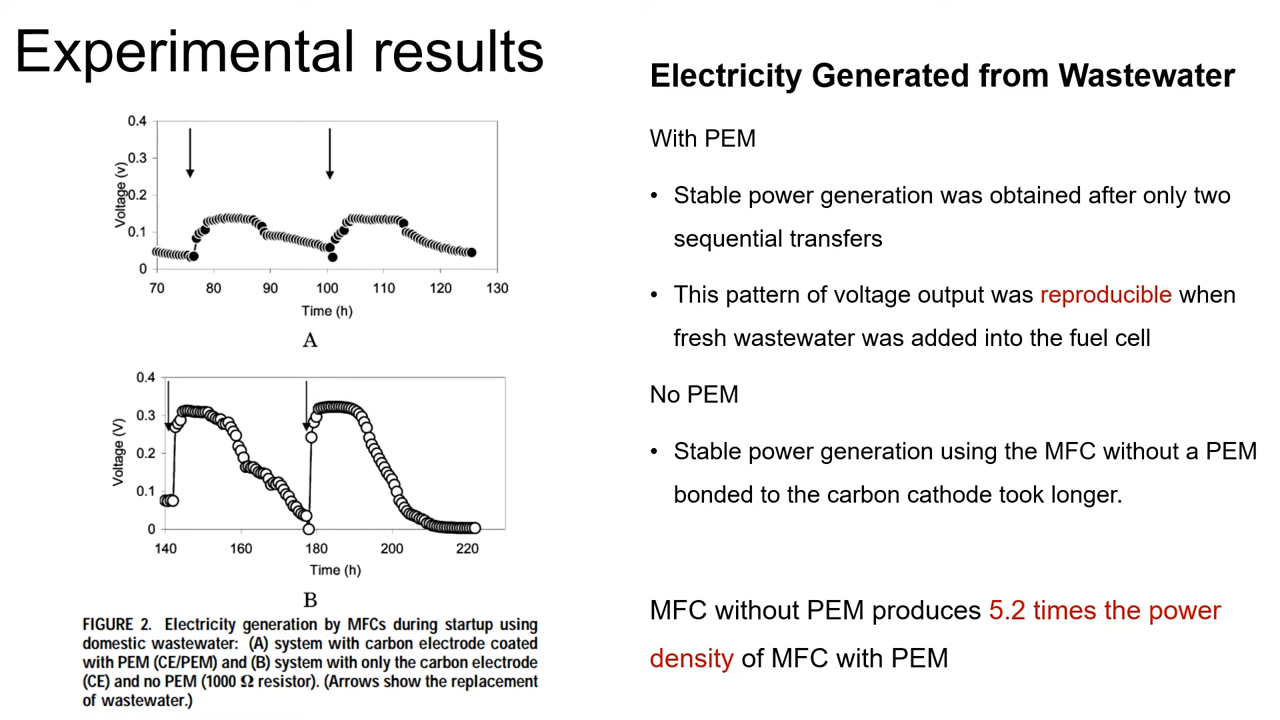 Experimental results
0.4
0.3
0.2
0.1
0
Voltage (v)
70 80 90 100 110 120 130
Time (h)
A
0.4
0.3
0.2
0.1
0
Voltage (V)
140 160 180 200 220
Time (h)
B
FIGURE 2. Electricity generation by MFCs during startup using
domestic wastewater: (A) system with carbon electrode coated
with PEM (CE/PEM) and (B) system with only the carbon electrode
(CE) and no PEM (1000 Ω resistor). (Arrows show the replacement
of wastewater.)
Electricity Generated from Wastewater
With PEM
• Stable power generation was obtained after only two
sequential transfers
• This pattern of voltage output was reproducible when
fresh wastewater was added into the fuel cell
No PEM
• Stable power generation using the MFC without a PEM
bonded to the carbon cathode took longer.
MFC without PEM produces 5.2 times the power
density of MFC with PEM